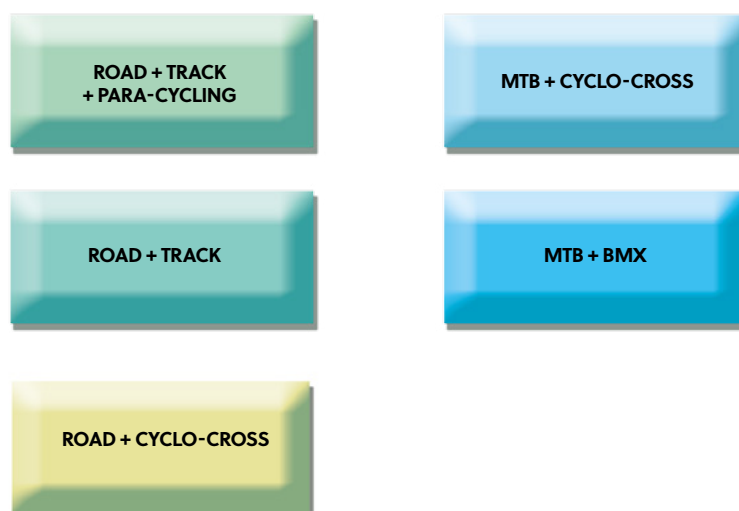 ROAD + TRACK
+ PARA-CYCLING
MTB + CYCLO-CROSS
ROAD + TRACK
MTB + BMX
ROAD + CYCLO-CROSS